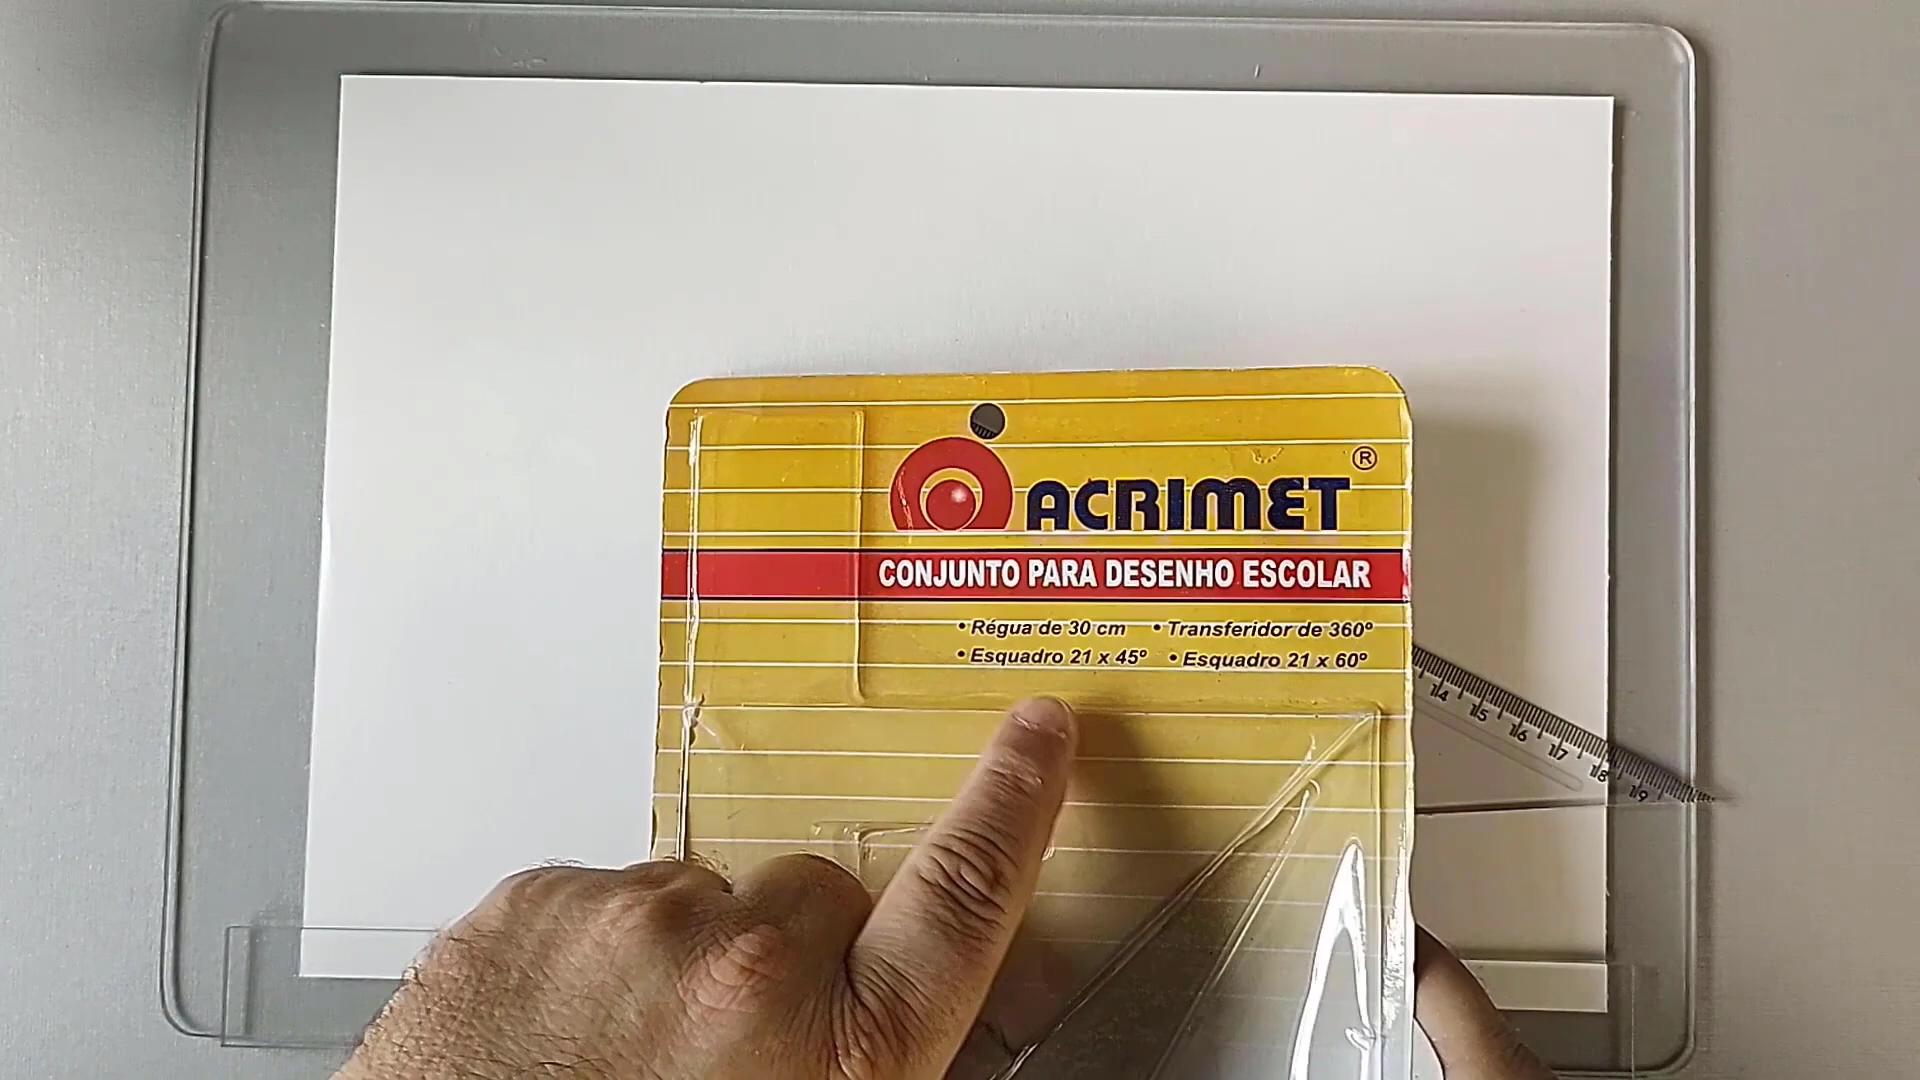 ACRIMET ®
CONJUNTO PARA DESENHO ESCOLAR
• Régua de 30 cm • Transferidor de 360º
• Esquadro 21 x 45º • Esquadro 21 x 60º
14 15 16 17 18 19